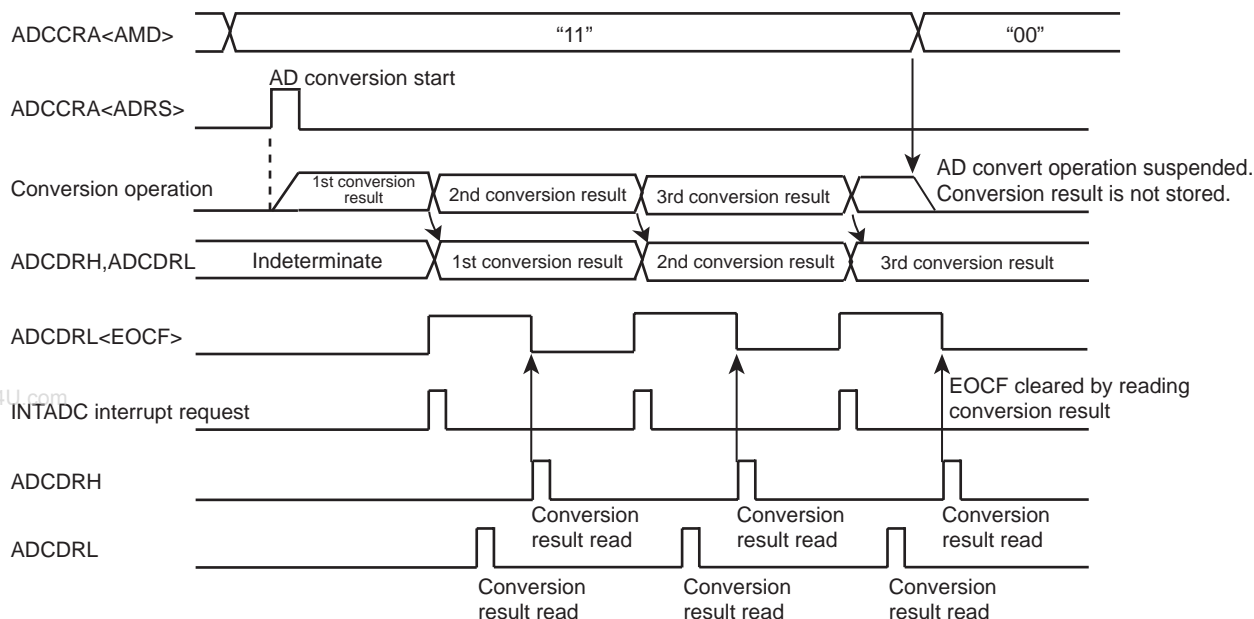 ADCCRA<AMD>
"11"
"00"
AD conversion start
ADCCRA<ADRS>
AD convert operation suspended.
Conversion result is not stored.
Conversion operation
1st conversion
result
2nd conversion result
3rd conversion result
ADCDRH,ADCDRL
Indeterminate
1st conversion result
2nd conversion result
3rd conversion result
ADCDRL<EOCF>
EOCF cleared by reading
conversion result
4U.com
INTADC interrupt request
ADCDRH
Conversion
result read
Conversion
result read
Conversion
result read
ADCDRL
Conversion
result read
Conversion
result read
Conversion
result read